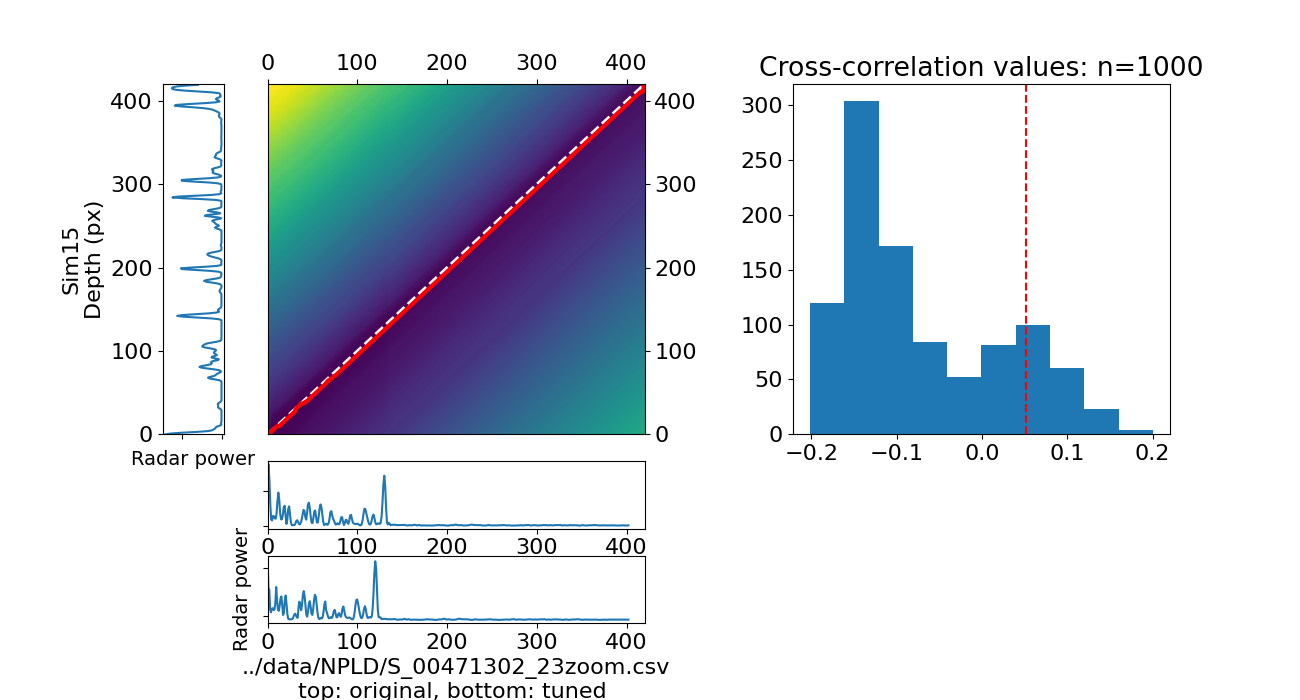 0 100 200 300 400
Cross-correlation values: n=1000
400
300
200
100
0
Sim15
Depth (px)
Radar power
400
300
200
100
0
300
250
200
150
100
50
0
−0.2 −0.1 0.0 0.1 0.2
0 100 200 300 400
Radar power
0 100 200 300 400
../data/NPLD/S_00471302_23zoom.csv
top: original, bottom: tuned